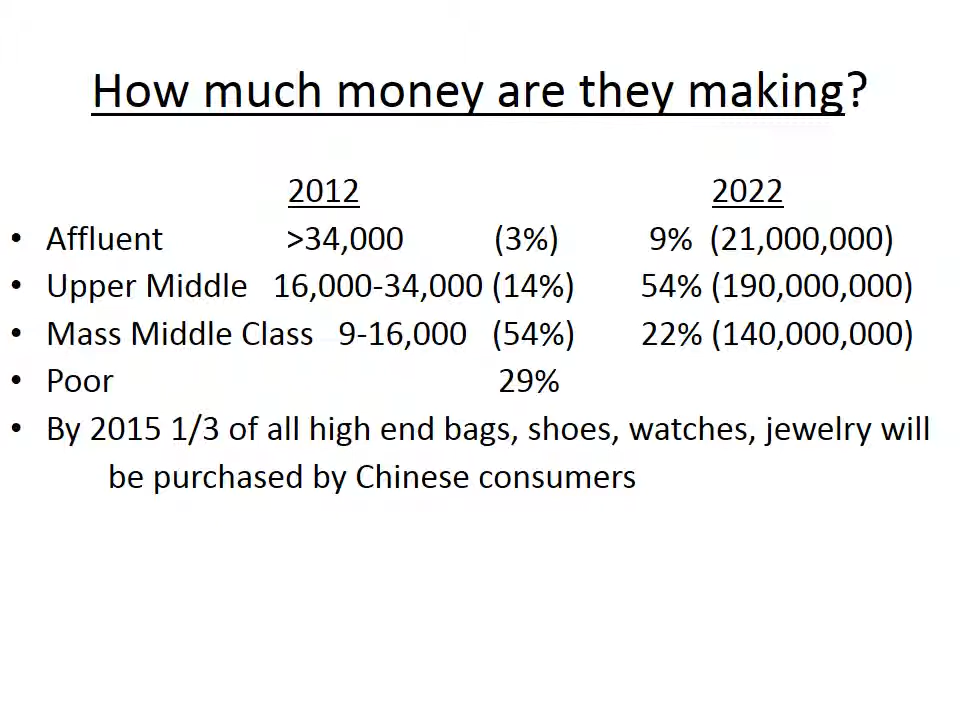 How much money are they making?
2012 2022
• Affluent >34,000 (3%) 9% (21,000,000)
• Upper Middle 16,000-34,000 (14%) 54% (190,000,000)
• Mass Middle Class 9-16,000 (54%) 22% (140,000,000)
• Poor 29%
• By 2015 1/3 of all high end bags, shoes, watches, jewelry will
be purchased by Chinese consumers